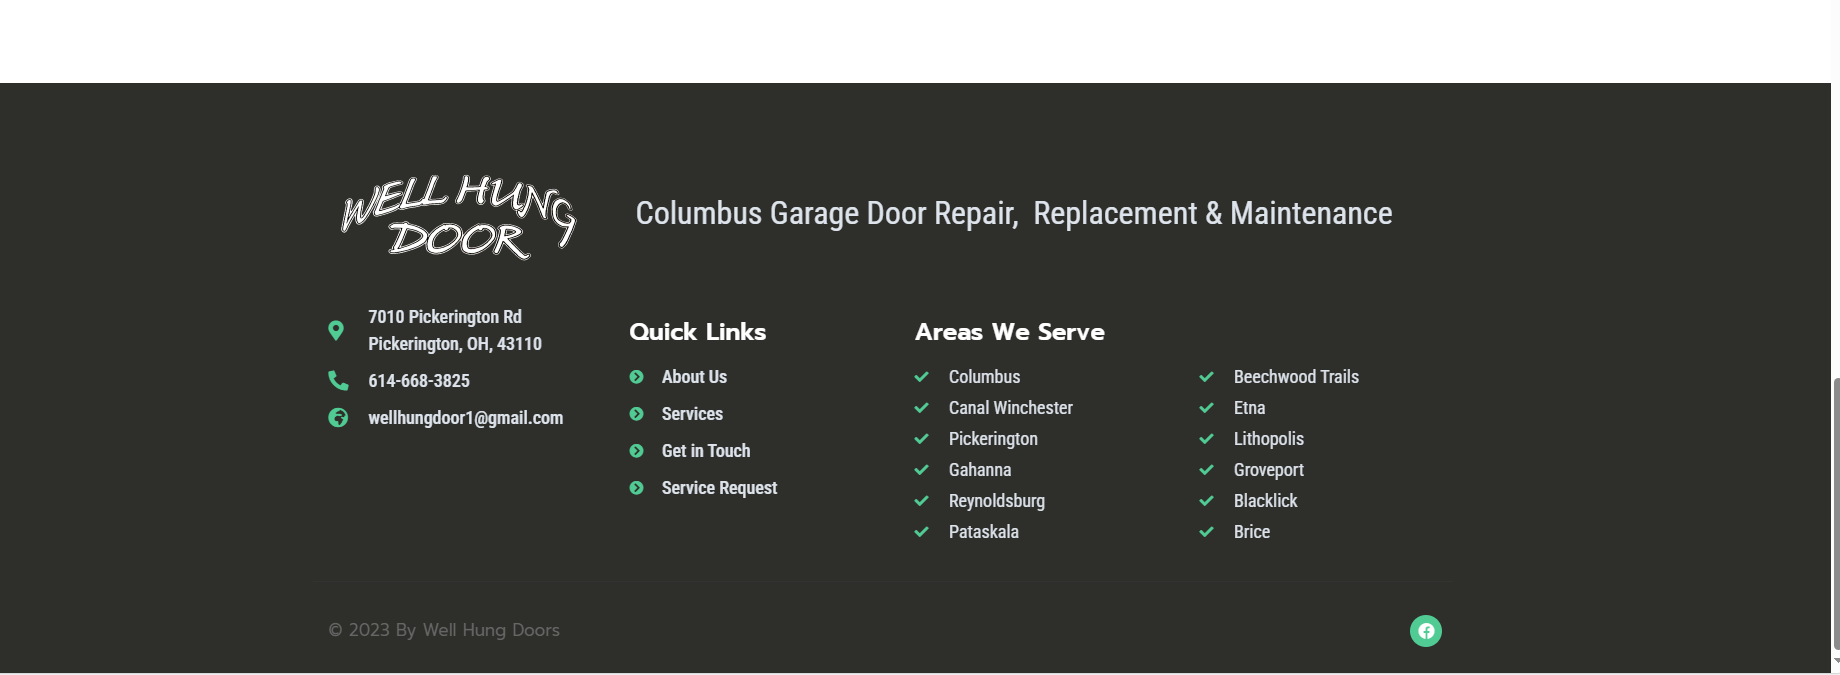 WELL HUNG
DOOR
Columbus Garage Door Repair,  Replacement & Maintenance
7010 Pickerington Rd
Pickerington, OH, 43110
614-668-3825
wellhungdoor1@gmail.com
Quick Links
About Us
Services
Get in Touch
Service Request
Areas We Serve
Columbus
Canal Winchester
Pickerington
Gahanna
Reynoldsburg
Pataskala
Beechwood Trails
Etna
Lithopolis
Groveport
Blacklick
Brice
© 2023 By Well Hung Doors